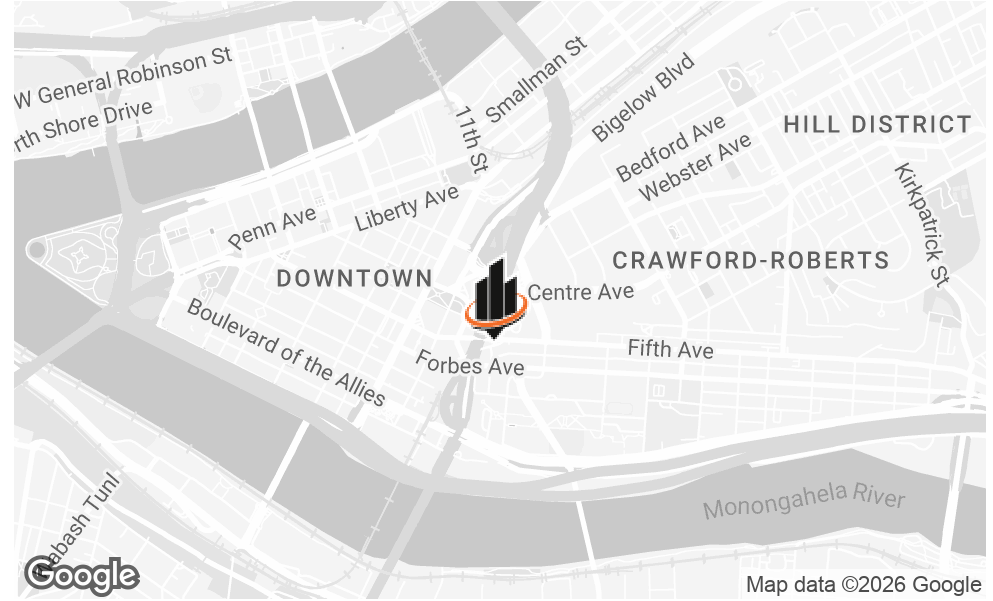 W General Robinson St
rth Shore Drive
Smallman St
11th St
Bigelow Blvd
Bedford Ave
Webster Ave
HILL DISTRICT
Kirkpatrick St
Penn Ave
Liberty Ave
DOWNTOWN
CRAWFORD-ROBERTS
Centre Ave
Boulevard of the Allies
Forbes Ave
Fifth Ave
Monongahela River
abash Tunl
Google
Map data ©2026 Google